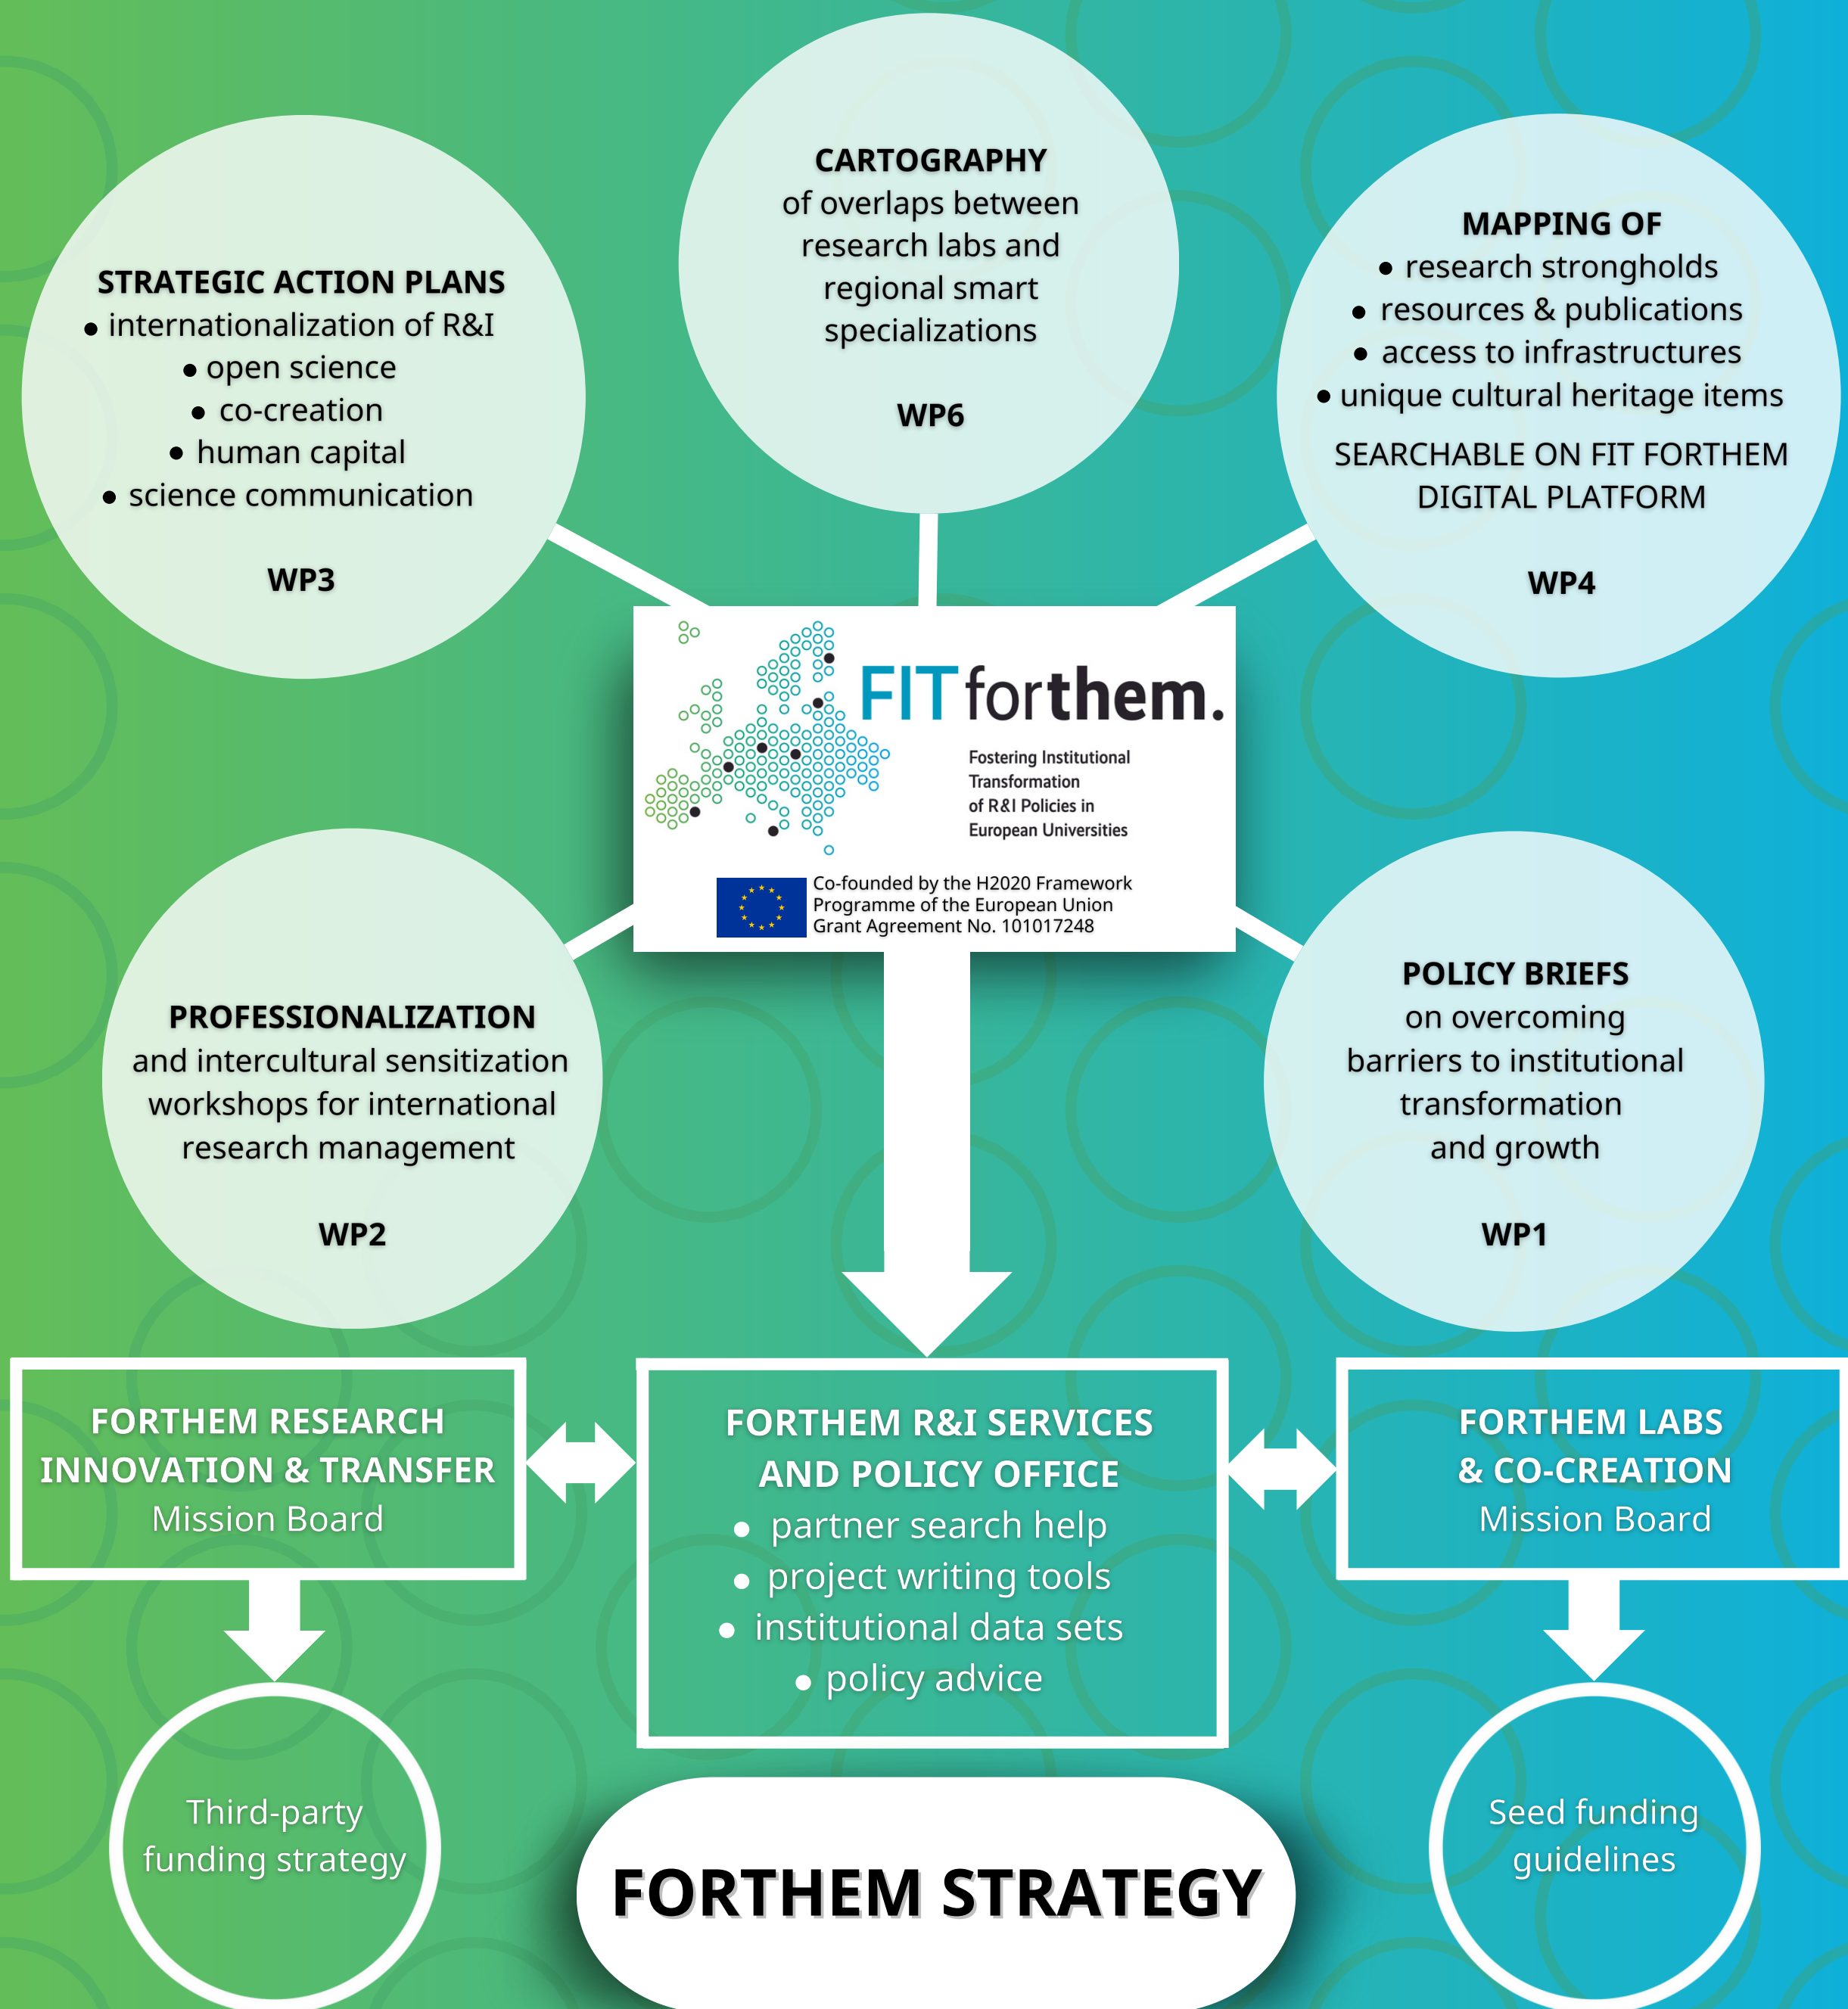 CARTOGRAPHY
of overlaps between
research labs and
regional smart
specializations
WP6
STRATEGIC ACTION PLANS
• internationalization of R&I
• open science
• co-creation
• human capital
• science communication
WP3
MAPPING OF
• research strongholds
• resources & publications
• access to infrastructures
• unique cultural heritage items
SEARCHABLE ON FIT FORTHEM
DIGITAL PLATFORM
WP4
FIT forthem.
Fostering Institutional
Transformation
of R&I Policies in
European Universities
Co-founded by the H2020 Framework
Programme of the European Union
Grant Agreement No. 101017248
PROFESSIONALIZATION
and intercultural sensitization
workshops for international
research management
WP2
POLICY BRIEFS
on overcoming
barriers to institutional
transformation
and growth
WP1
FORTHEM RESEARCH
INNOVATION & TRANSFER
Mission Board
FORTHEM R&I SERVICES
AND POLICY OFFICE
• partner search help
• project writing tools
• institutional data sets
• policy advice
FORTHEM LABS
& CO-CREATION
Mission Board
Third-party
funding strategy
FORTHEM STRATEGY
Seed funding
guidelines